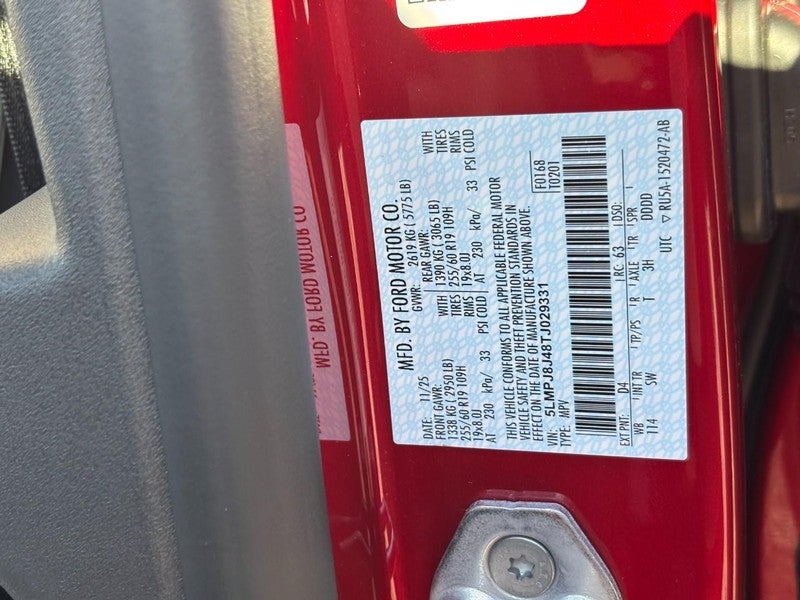 MFD. BY FORD MOTOR CO.
DATE: 11/25 GVWR: 2619 KG ( 5775 LB)
FRONT GAWR: WITH REAR GAWR: WITH
1338 KG ( 2950 LB) TIRES 1390 KG ( 3065 LB) TIRES
255/60 R19 109H RIMS 255/60 R19 109H RIMS
19x8.0J PSI COLD 19x8.0J PSI COLD
AT 230 kPa/ 33 AT 230 kPa/ 33
THIS VEHICLE CONFORMS TO ALL APPLICABLE FEDERAL MOTOR
VEHICLE SAFETY AND THEFT PREVENTION STANDARDS IN
EFFECT ON THE DATE OF MANUFACTURE SHOWN ABOVE.
VIN: 5LMPJ8J48TJ029331 F0168
TYPE: MPV T0201
EXT PNT: D4 RC: 63 DSO:
WB INT TR TP/PS R AXLE TR SPR
114 SW T 3H DDDD
UTC ▽ RU5A-1520472-AB
MFD. BY FORD MOTOR CO